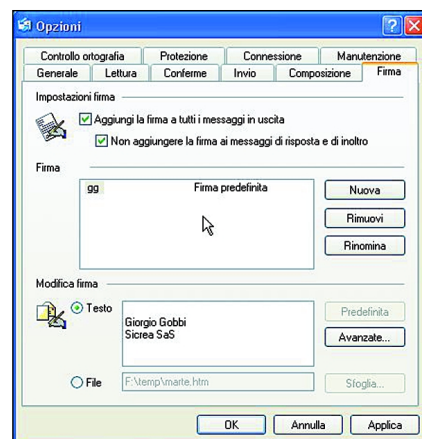 Opzioni
Controllo ortografia Protezione Connessione Manutenzione
Generale Lettura Conferme Invio Composizione Firma
Impostazioni firma
Aggiungi la firma a tutti i messaggi in uscita
Non aggiungere la firma ai messaggi di risposta e di inoltro
Firma
gg Firma predefinita
Nuova
Rimuovi
Rinomina
Modifica firma
Testo
Giorgio Gobbi
Sicrea SaS
Predefinita
Avanzate...
File F:\temp\marte.htm Sfoglia...
OK Annulla Applica